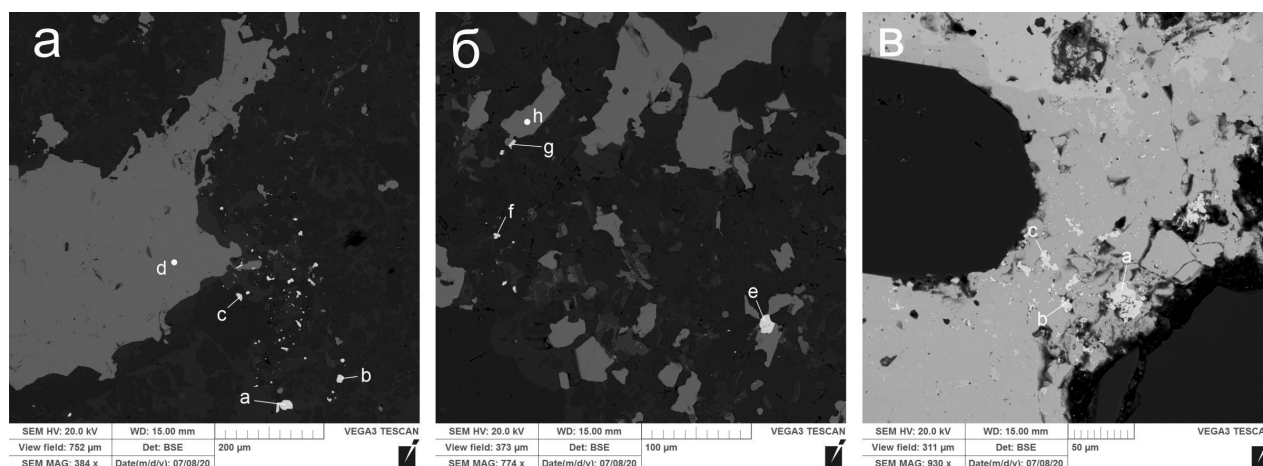 а
d
c
b
a
SEM HV: 20.0 kV WD: 15.00 mm VEGA3 TESCAN
View field: 752 µm Det: BSE 200 µm
SEM MAG: 384 x Date(m/d/y): 07/08/20
б
h
g
f
e
SEM HV: 20.0 kV WD: 15.00 mm VEGA3 TESCAN
View field: 373 µm Det: BSE 100 µm
SEM MAG: 774 x Date(m/d/y): 07/08/20
в
c
a
b
SEM HV: 20.0 kV WD: 15.00 mm VEGA3 TESCAN
View field: 311 µm Det: BSE 50 µm
SEM MAG: 930 x Date(m/d/y): 07/08/20